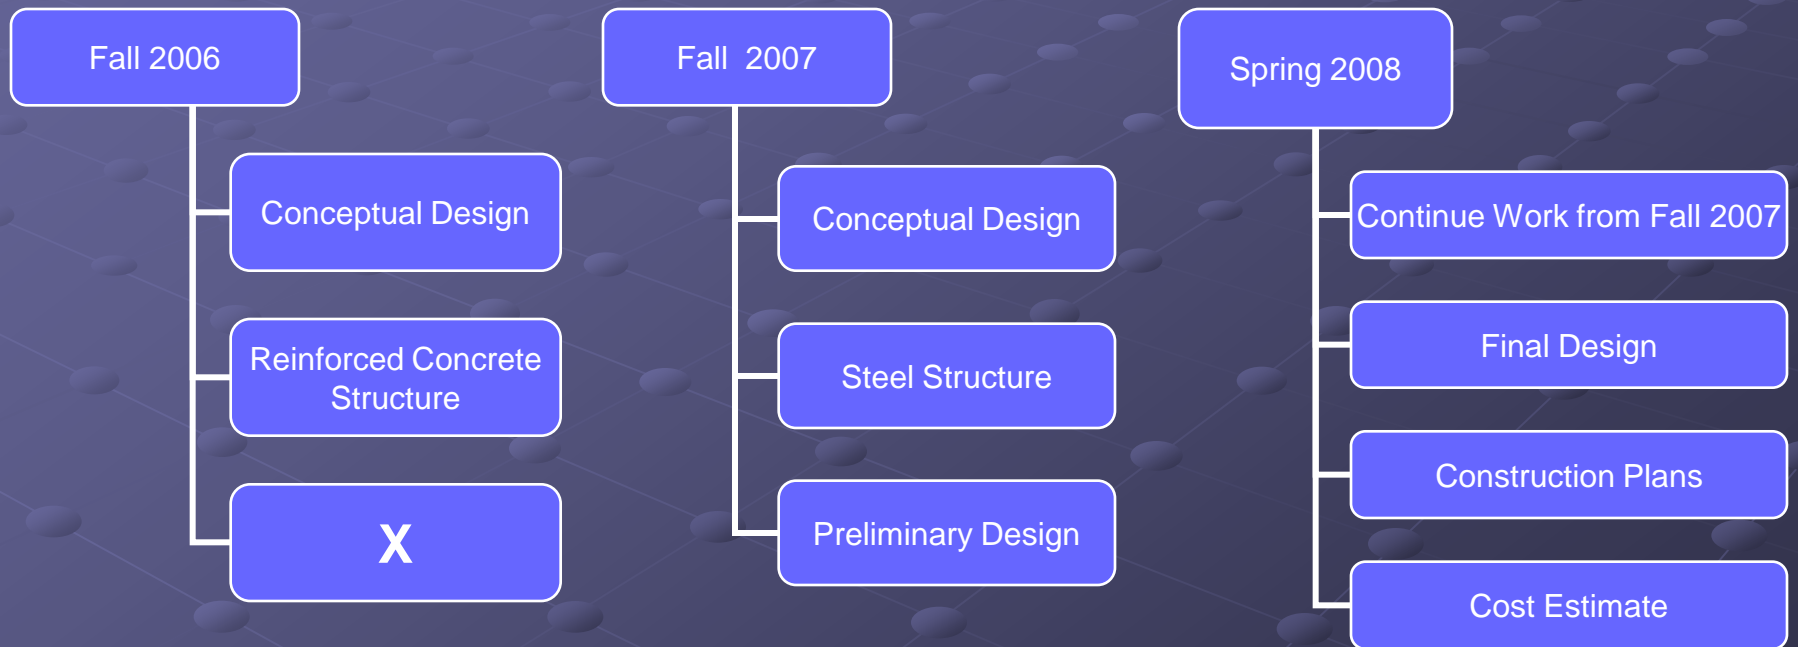 Fall 2006
Conceptual Design
Reinforced Concrete
Structure
X
Fall  2007
Conceptual Design
Steel Structure
Preliminary Design
Spring 2008
Continue Work from Fall 2007
Final Design
Construction Plans
Cost Estimate